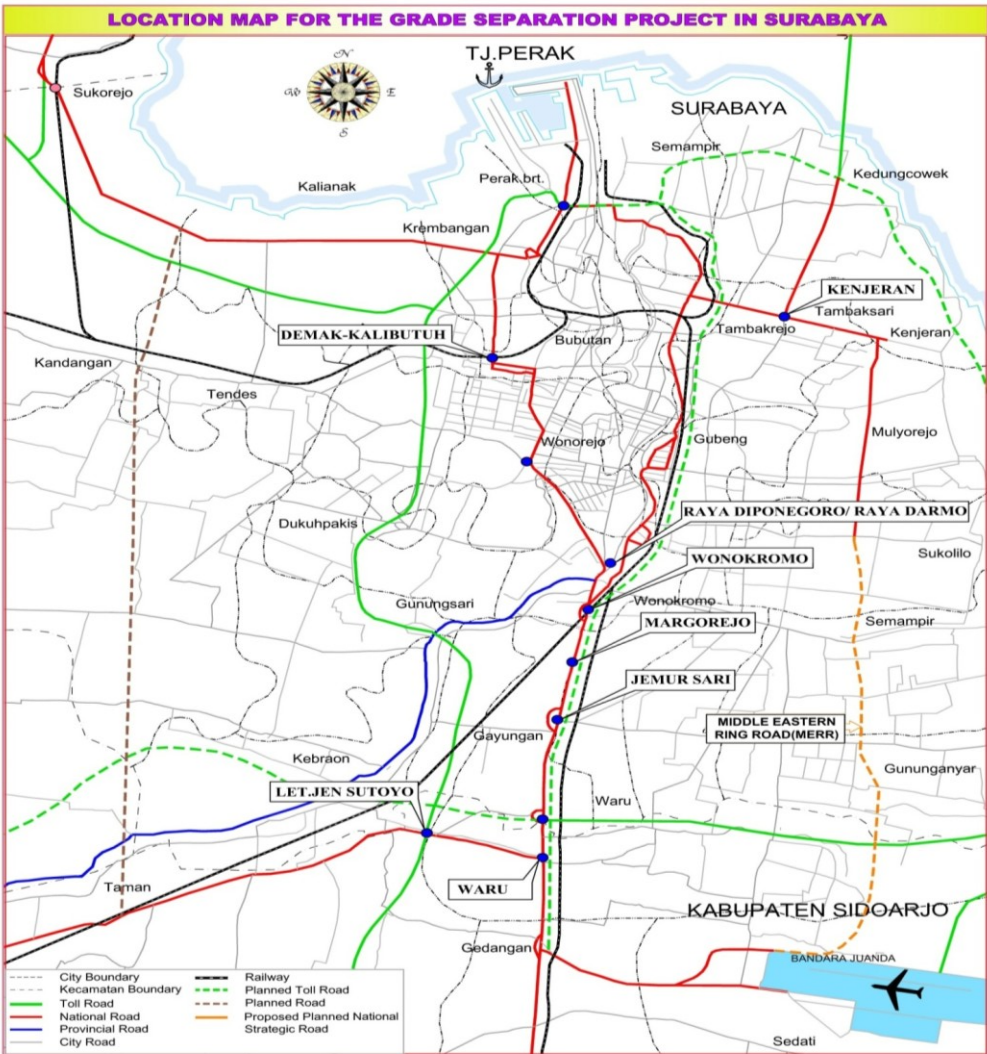 LOCATION MAP FOR THE GRADE SEPARATION PROJECT IN SURABAYA
N
TJ.PERAK
Sukorejo
E
SURABAYA
S
Semampir
Kedungcowek
Perak.brt.
Kalianak
Krembangan
KENJERAN
Tambaksari
DEMAK-KALIBUTUH
Tambakrejo
Kenjeran
Bubutan
Kandangan
Tendes
Mulyorejo
Wonorejo
Gubeng
RAYA DIPONEGORO/ RAYA DARMO
Dukuhpakis
Sukolilo
WONOKROMO
Gunungsari
Wonokromo
Semampir
MARGOREJO
JEMUR SARI
MIDDLE EASTERN
RING ROAD(MERR)
Gayungan
Kebraon
Gununganyar
LET.JEN SUTOYO
Waru
Taman
WARU
KABUPATEN SIDOARJO
Gedangan
BANDARA JUANDA
City Boundary
Kecamatan Boundary
Toll Road
National Road
Provincial Road
City Road
Railway
Planned Toll Road
Planned Road
Proposed Planned National
Strategic Road
Sedati